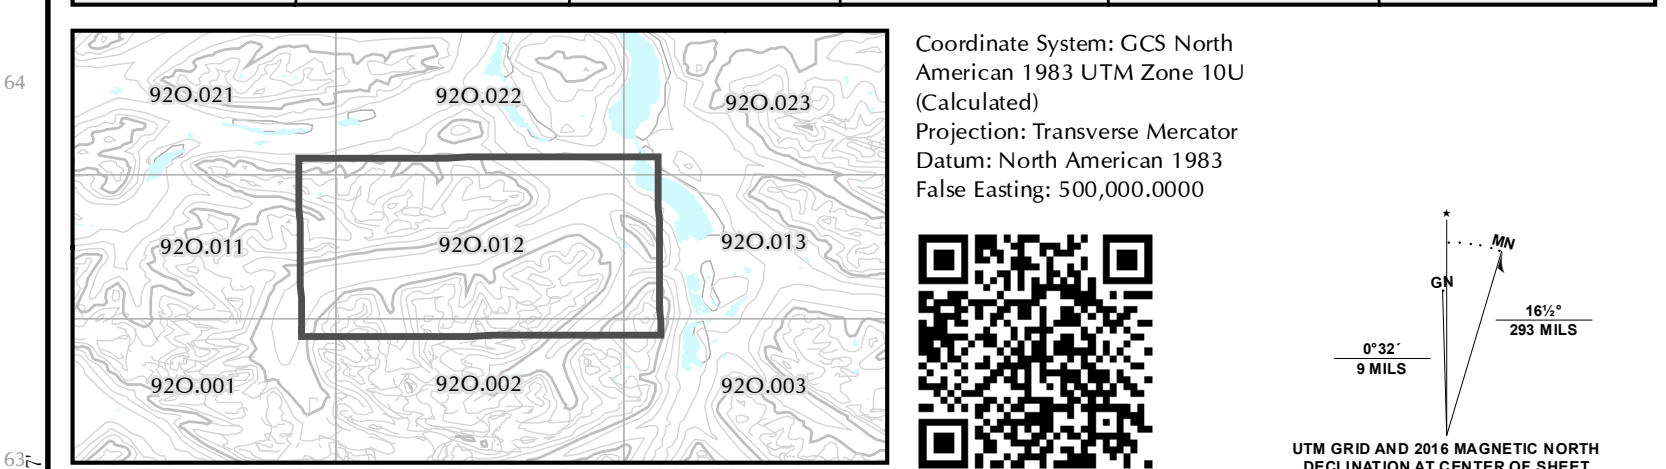 64
63
7'
92O.021
92O.022
92O.023
92O.011
92O.012
92O.013
92O.001
92O.002
92O.003
Coordinate System: GCS North
American 1983 UTM Zone 10U
(Calculated)
Projection: Transverse Mercator
Datum: North American 1983
False Easting: 500,000.0000
MN
GN
16½°
293 MILS
0°32´
9 MILS
UTM GRID AND 2016 MAGNETIC NORTH
DECLINATION AT CENTER OF SHEET